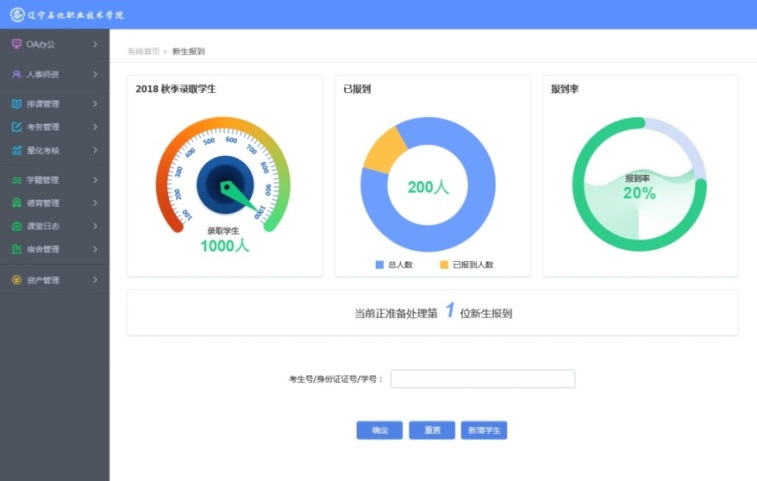 辽宁石化职业技术学院
OA办公
人事师资
排课管理
考务管理
量化考核
学籍管理
德育管理
课堂日志
宿舍管理
资产管理
系统首页 > 新生报到
2018 秋季录取学生
100 200 300 400 500 600 700 800 900 1000
录取学生
1000人
已报到
200人
总人数 已报到人数
报到率
报到率
20%
当前正准备处理第 1 位新生报到
考生号/身份证证号/学号：
确定 重置 新增学生